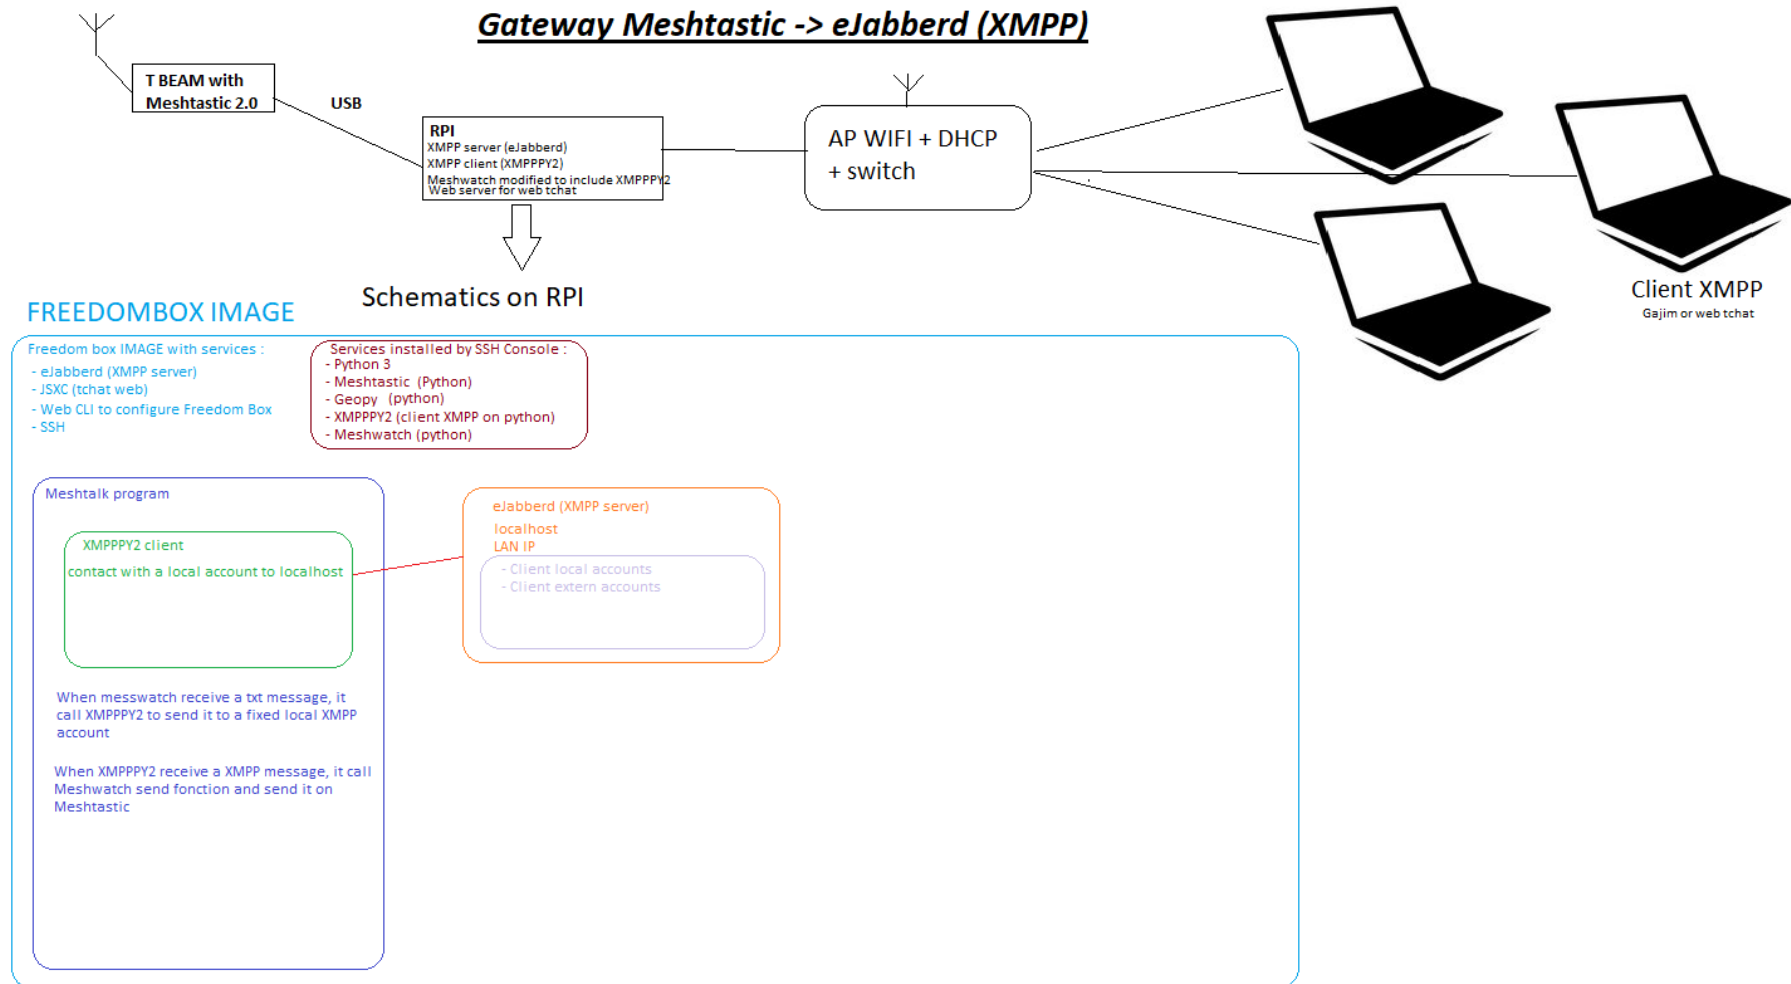 Gateway Meshtastic -> eJabberd (XMPP)
T BEAM with
Meshtastic 2.0
USB
RPI
XMPP server (eJabberd)
XMPP client (XMPPPY2)
Meshwatch modified to include XMPPPY2
Web server for web tchat
AP WIFI + DHCP
+ switch
Client XMPP
Gajim or web tchat
Schematics on RPI
FREEDOMBOX IMAGE
Freedom box IMAGE with services :
- eJabberd (XMPP server)
- JSXC (tchat web)
- Web CLI to configure Freedom Box
- SSH
Services installed by SSH Console :
- Python 3
- Meshtastic (Python)
- Geopy (python)
- XMPPPY2 (client XMPP on python)
- Meshwatch (python)
Meshtalk program
XMPPPY2 client
contact with a local account to localhost
When messwatch receive a txt message, it
call XMPPPY2 to send it to a fixed local XMPP
account
When XMPPPY2 receive a XMPP message, it call
Meshwatch send fonction and send it on
Meshtastic
eJabberd (XMPP server)
localhost
LAN IP
- Client local accounts
- Client extern accounts